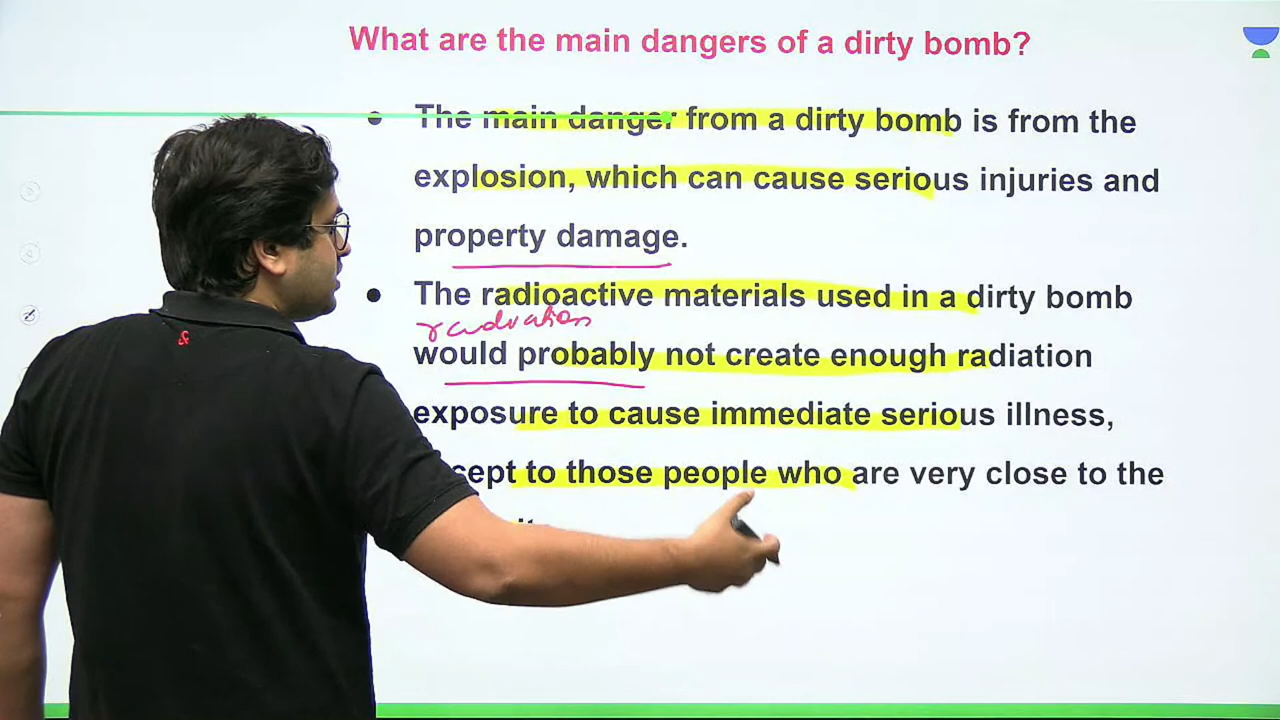 What are the main dangers of a dirty bomb?
● The main danger from a dirty bomb is from the
explosion, which can cause serious injuries and
property damage.
● The radioactive materials used in a dirty bomb
radiation
would probably not create enough radiation
exposure to cause immediate serious illness,
to those people who are very close to the